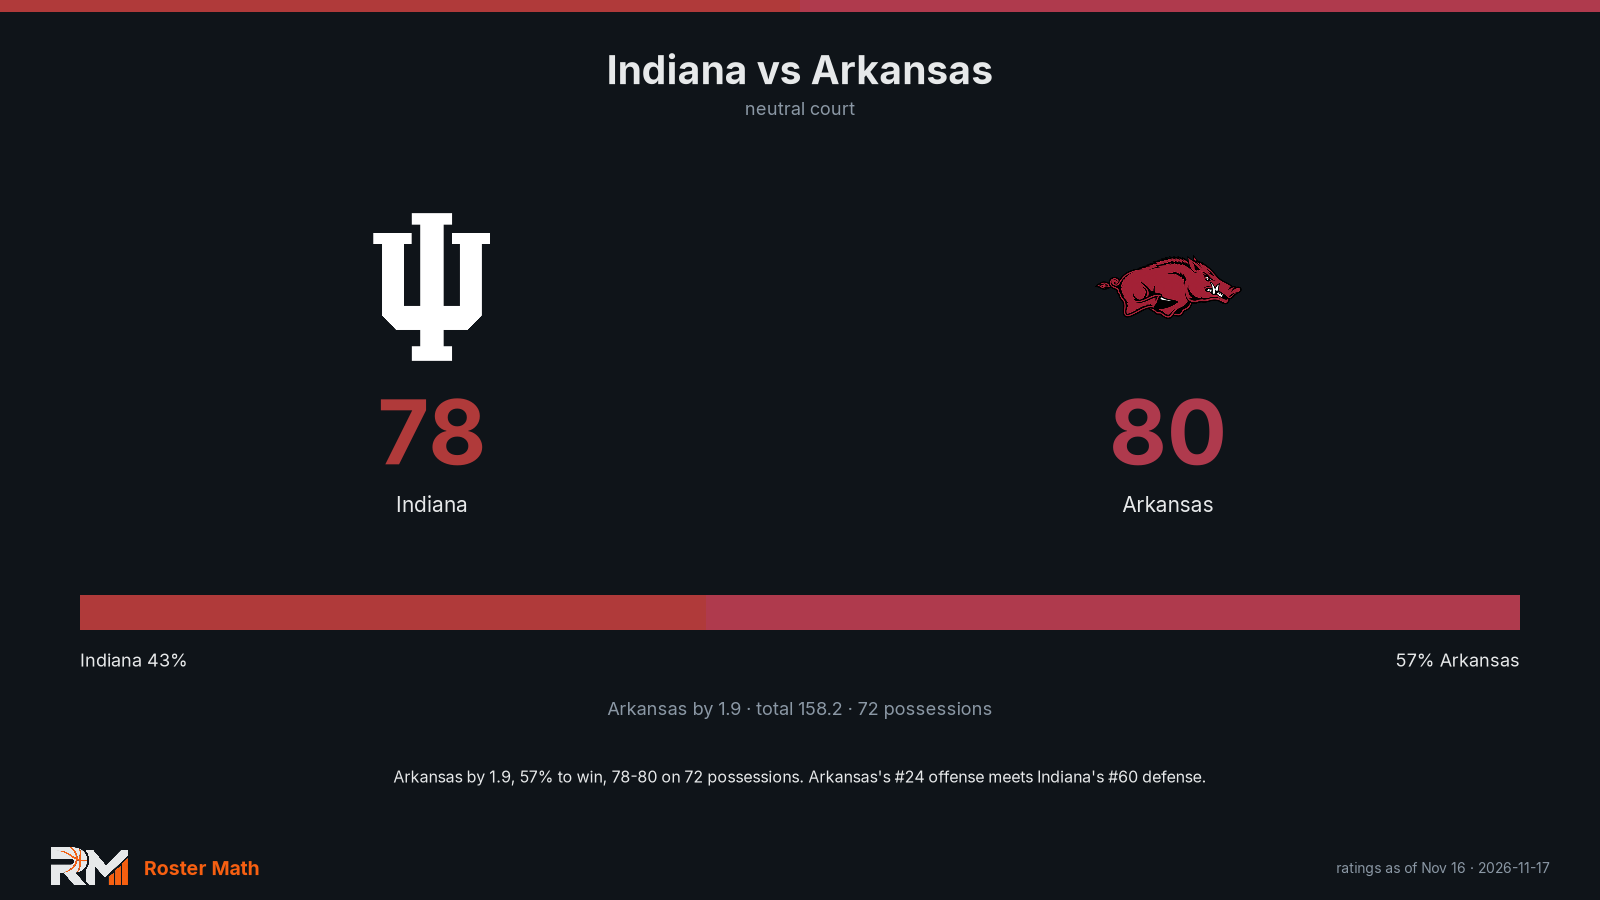 Indiana vs Arkansas
neutral court
78
80
Indiana
Arkansas
Indiana 43%
57% Arkansas
Arkansas by 1.9 · total 158.2 · 72 possessions
Arkansas by 1.9, 57% to win, 78-80 on 72 possessions. Arkansas's #24 offense meets Indiana's #60 defense.
RM Roster Math
ratings as of Nov 16 · 2026-11-17